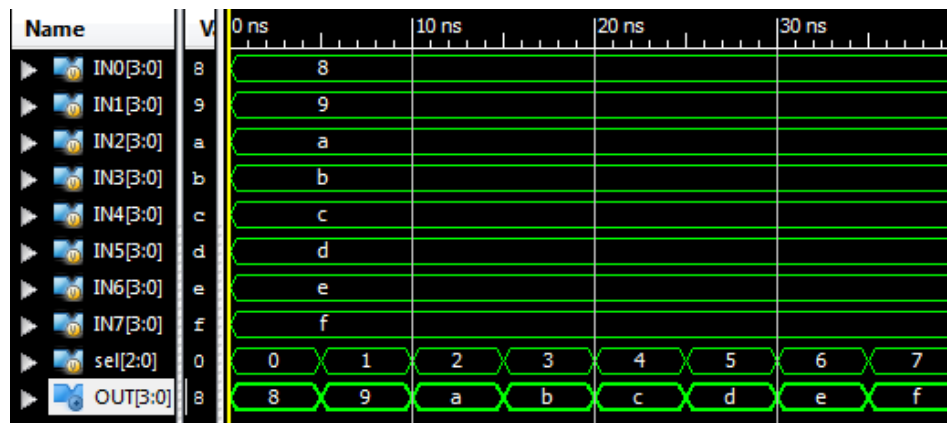 Name V. 0 ns 10 ns 20 ns 30 ns
IN0[3:0] 8 8
IN1[3:0] 9 9
IN2[3:0] a a
IN3[3:0] b b
IN4[3:0] c c
IN5[3:0] d d
IN6[3:0] e e
IN7[3:0] f f
sel[2:0] 0 0 1 2 3 4 5 6 7
OUT[3:0] 8 8 9 a b c d e f